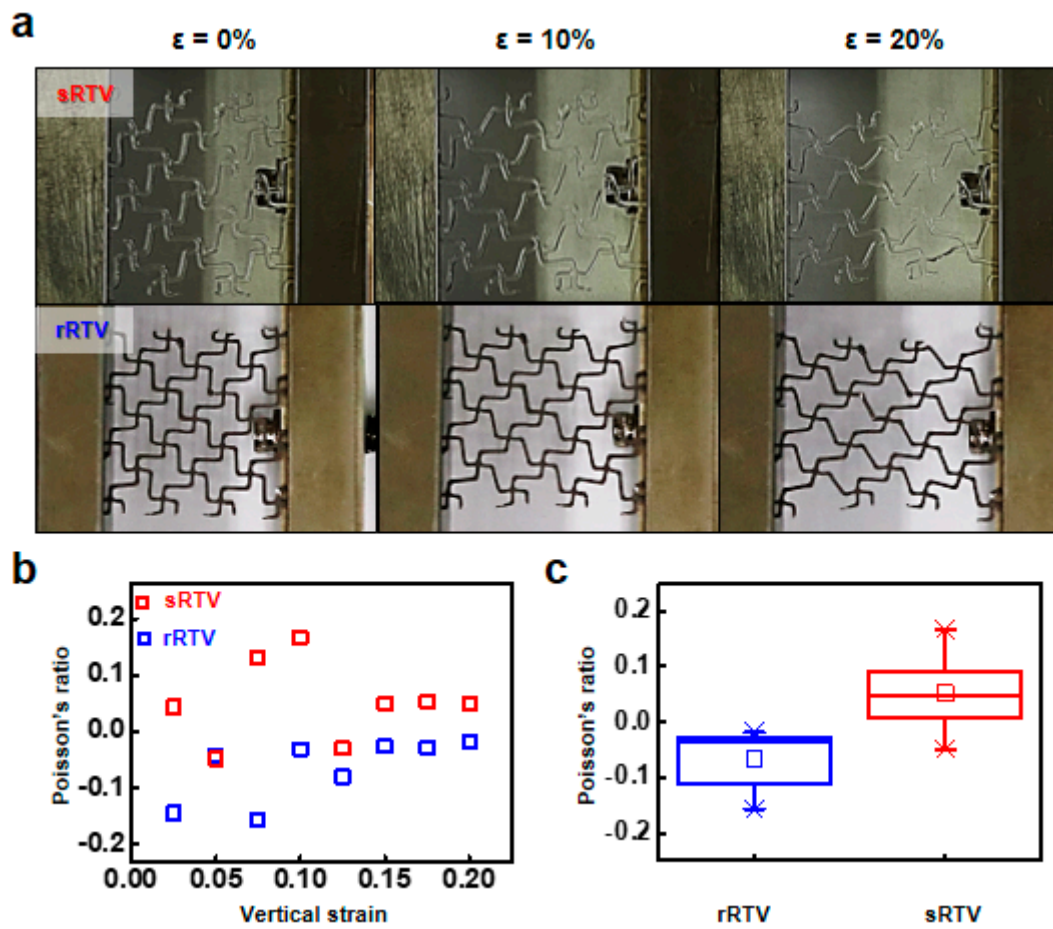 a
ε = 0% ε = 10% ε = 20%
sRTV
rRTV
b
sRTV
rRTV
0.2
0.1
0.0
-0.1
-0.2
Poisson's ratio
0.00 0.05 0.10 0.15 0.20
Vertical strain
c
0.2
0.1
0.0
-0.1
-0.2
Poisson's ratio
rRTV sRTV